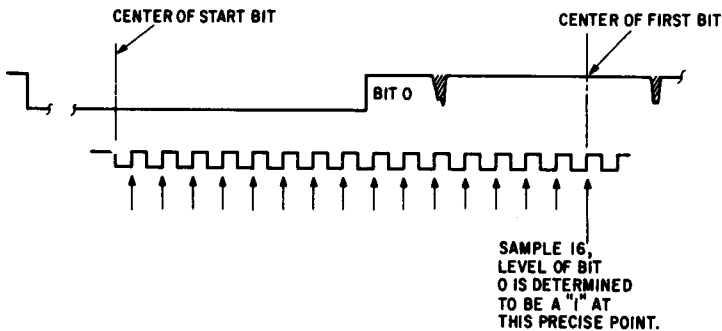 CENTER OF START BIT
CENTER OF FIRST BIT
BIT 0
SAMPLE 16,
LEVEL OF BIT
0 IS DETERMINED
TO BE A "1" AT
THIS PRECISE POINT.